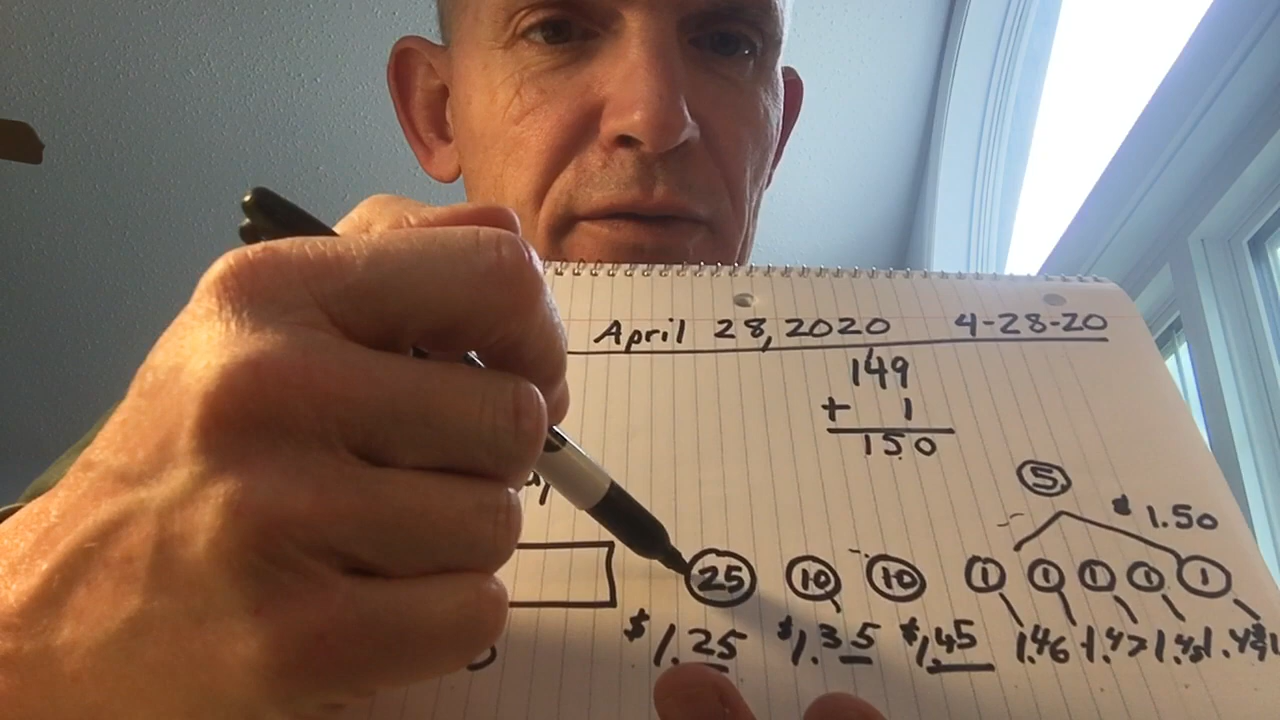 April 28, 2020 4-28-20
149
+ 1
150
5
$1.50
25 10 10 1 1 1 1 1
$1.25 $1.35 $1.45 1.46 1.47